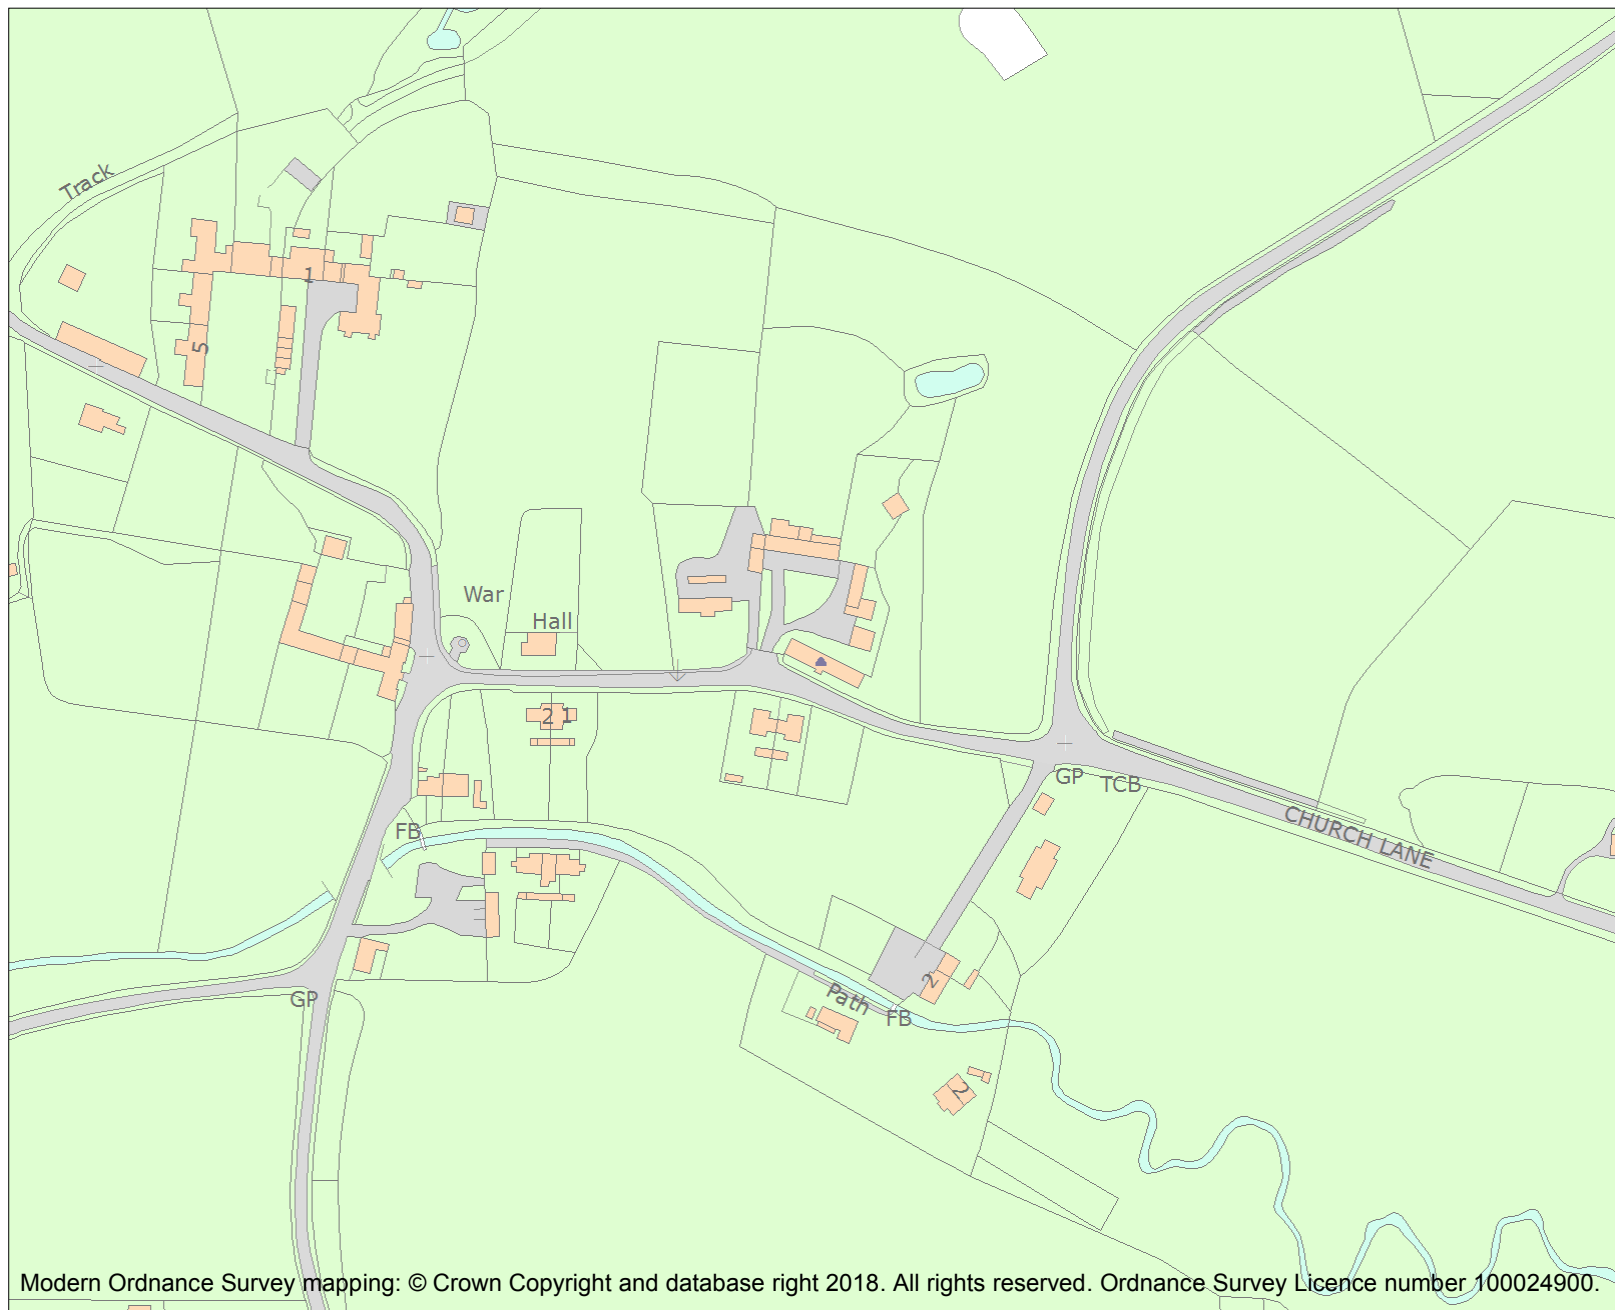 Track
1
5
War
Hall
2 1
GP
TCB
CHURCH LANE
FB
2
Path
FB
GP
2
Modern Ordnance Survey mapping: © Crown Copyright and database right 2018. All rights reserved. Ordnance Survey Licence number 100024900.